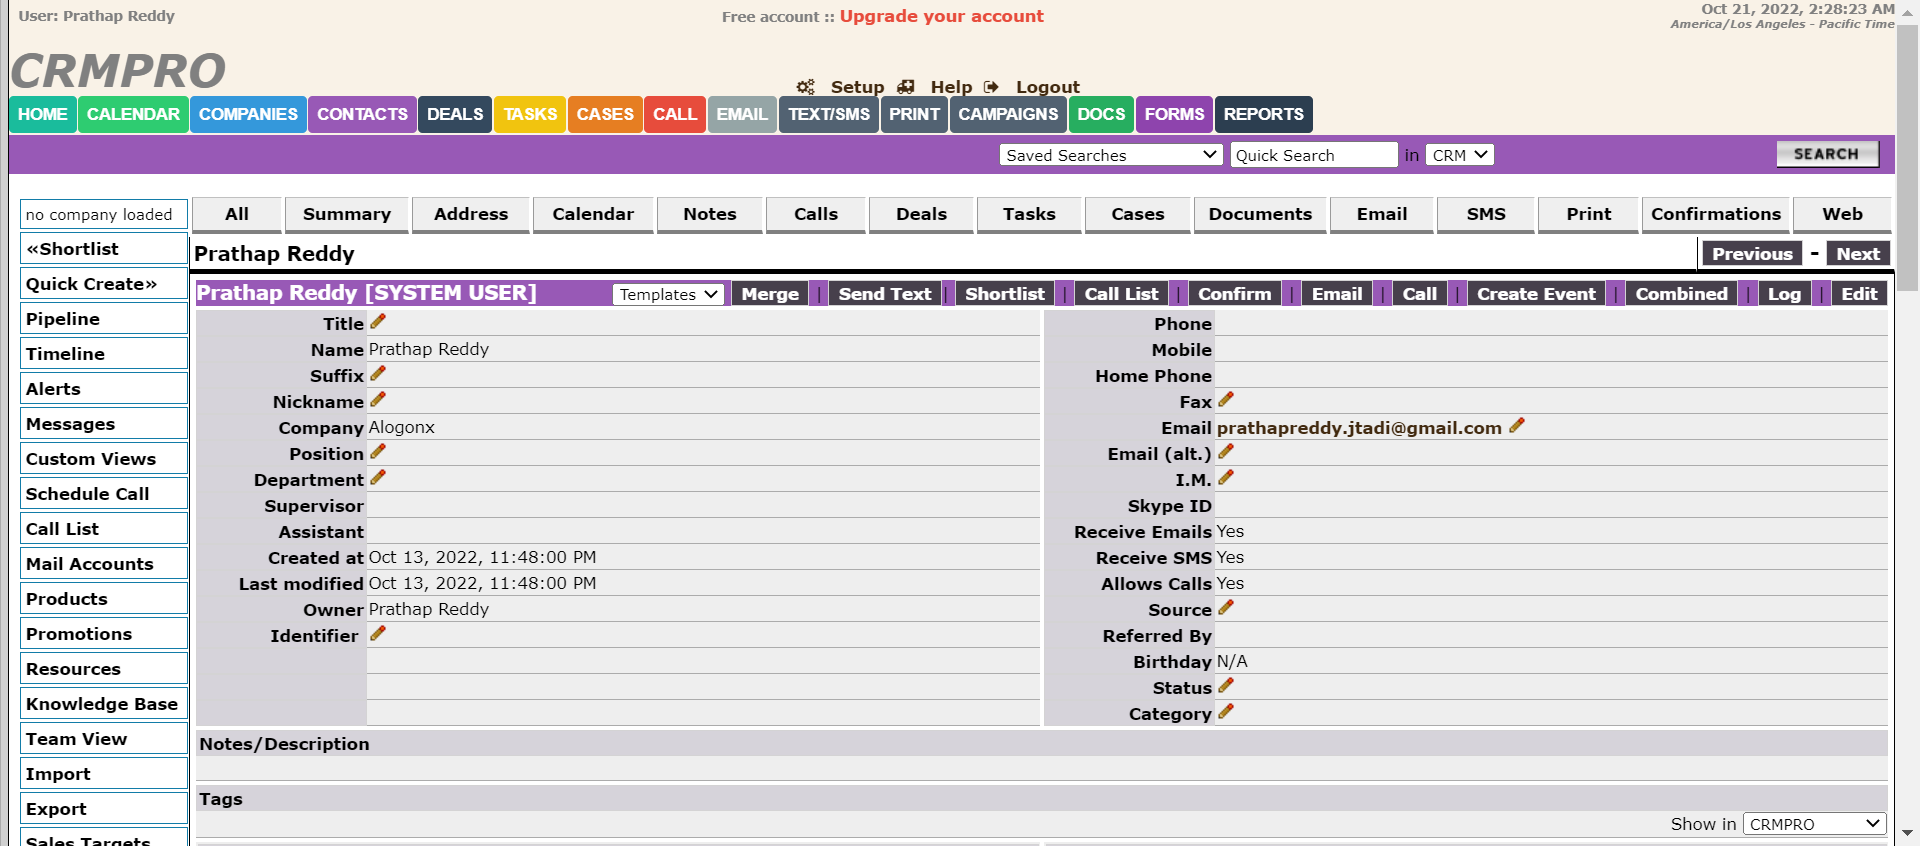 User: Prathap Reddy
Free account :: Upgrade your account
Oct 21, 2022, 2:28:23 AM
America/Los Angeles - Pacific Time
CRMPRO
Setup Help Logout
HOME CALENDAR COMPANIES CONTACTS DEALS TASKS CASES CALL EMAIL TEXT/SMS PRINT CAMPAIGNS DOCS FORMS REPORTS
Saved Searches Quick Search in CRM SEARCH
no company loaded
«Shortlist
Quick Create»
Pipeline
Timeline
Alerts
Messages
Custom Views
Schedule Call
Call List
Mail Accounts
Products
Promotions
Resources
Knowledge Base
Team View
Import
Export
Sales Targets
All Summary Address Calendar Notes Calls Deals Tasks Cases Documents Email SMS Print Confirmations Web
Prathap Reddy
Previous - Next
Prathap Reddy [SYSTEM USER]
Templates Merge | Send Text | Shortlist | Call List | Confirm | Email | Call | Create Event | Combined | Log | Edit
Title
Name Prathap Reddy
Suffix
Nickname
Company Alogonx
Position
Department
Supervisor
Assistant
Created at Oct 13, 2022, 11:48:00 PM
Last modified Oct 13, 2022, 11:48:00 PM
Owner Prathap Reddy
Identifier
Phone
Mobile
Home Phone
Fax
Email prathapreddy.jtadi@gmail.com
Email (alt.)
I.M.
Skype ID
Receive Emails Yes
Receive SMS Yes
Allows Calls Yes
Source
Referred By
Birthday N/A
Status
Category
Notes/Description
Tags
Show in CRMPRO